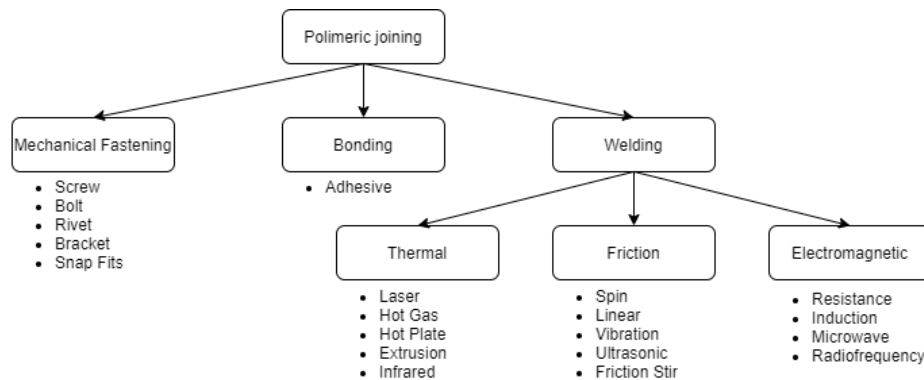 Polimeric joining
Mechanical Fastening
Bonding
Welding
Screw
Bolt
Rivet
Bracket
Snap Fits
Adhesive
Thermal
Friction
Electromagnetic
Laser
Hot Gas
Hot Plate
Extrusion
Infrared
Spin
Linear
Vibration
Ultrasonic
Friction Stir
Resistance
Induction
Microwave
Radiofrequency